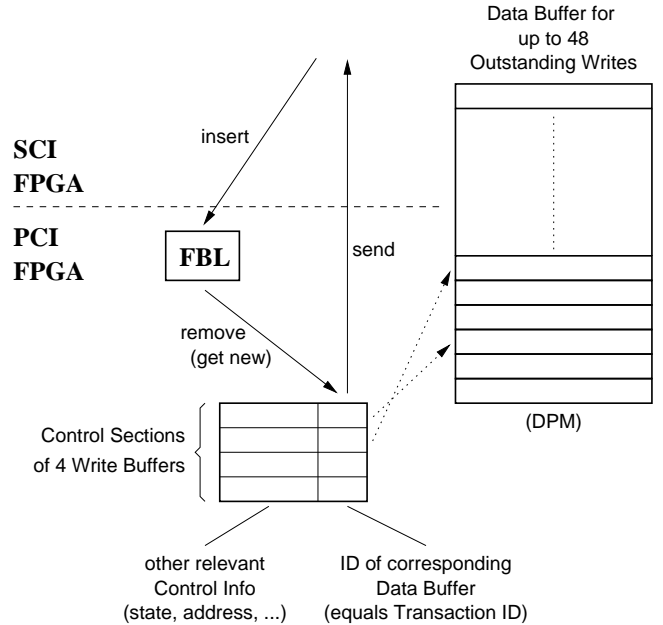 Data Buffer for
up to 48
Outstanding Writes
insert
SCI
FPGA
PCI
FPGA
FBL
send
remove
(get new)
(DPM)
Control Sections
of 4 Write Buffers
other relevant
Control Info
(state, address, ...)
ID of corresponding
Data Buffer
(equals Transaction ID)